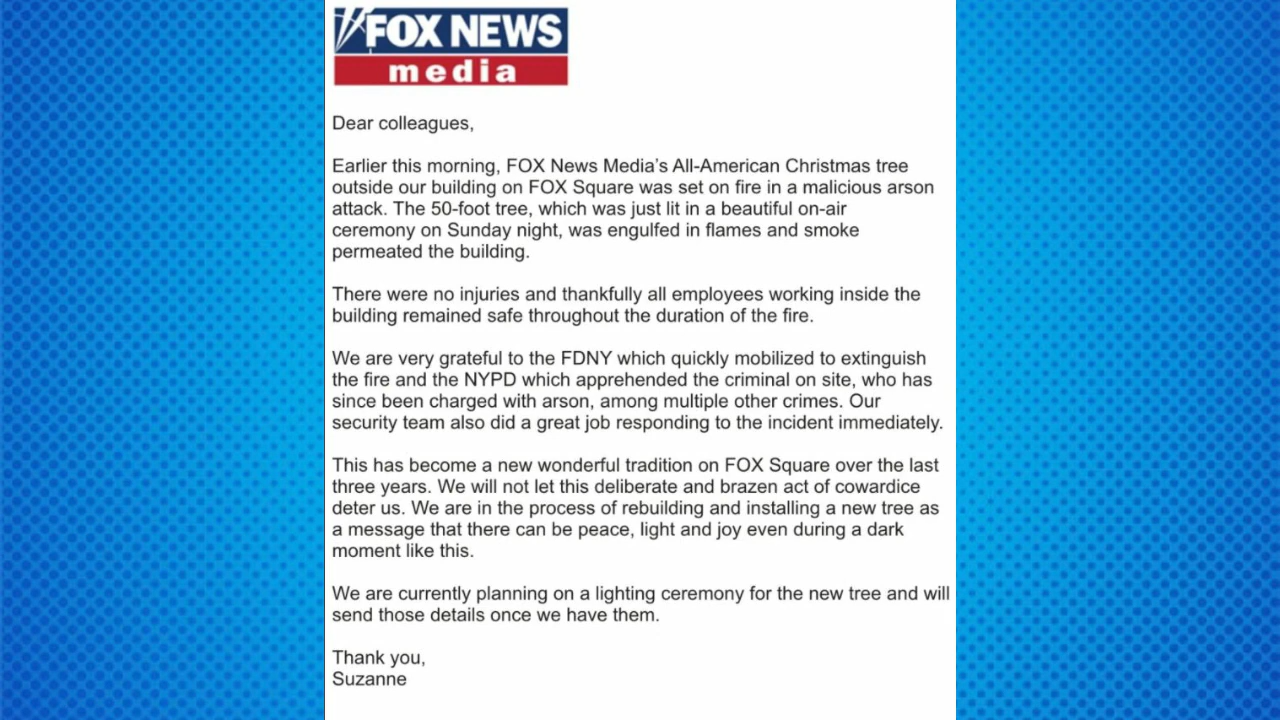 FOX NEWS
media
Dear colleagues,
Earlier this morning, FOX News Media's All-American Christmas tree
outside our building on FOX Square was set on fire in a malicious arson
attack. The 50-foot tree, which was just lit in a beautiful on-air
ceremony on Sunday night, was engulfed in flames and smoke
permeated the building.
There were no injuries and thankfully all employees working inside the
building remained safe throughout the duration of the fire.
We are very grateful to the FDNY which quickly mobilized to extinguish
the fire and the NYPD which apprehended the criminal on site, who has
since been charged with arson, among multiple other crimes. Our
security team also did a great job responding to the incident immediately.
This has become a new wonderful tradition on FOX Square over the last
three years. We will not let this deliberate and brazen act of cowardice
deter us. We are in the process of rebuilding and installing a new tree as
a message that there can be peace, light and joy even during a dark
moment like this.
We are currently planning on a lighting ceremony for the new tree and will
send those details once we have them.
Thank you,
Suzanne